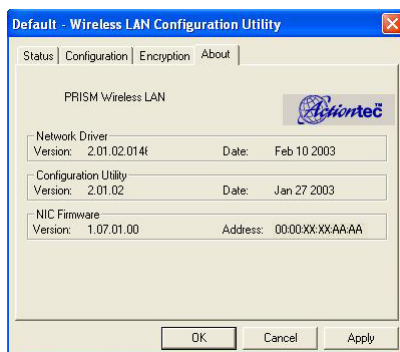 Default - Wireless LAN Configuration Utility
Status Configuration Encryption About
PRISM Wireless LAN
Actiontec™
Network Driver
Version: 2.01.02.0146 Date: Feb 10 2003
Configuration Utility
Version: 2.01.02 Date: Jan 27 2003
NIC Firmware
Version: 1.07.01.00 Address: 00:00:XX:XX:AA:AA
OK Cancel Apply